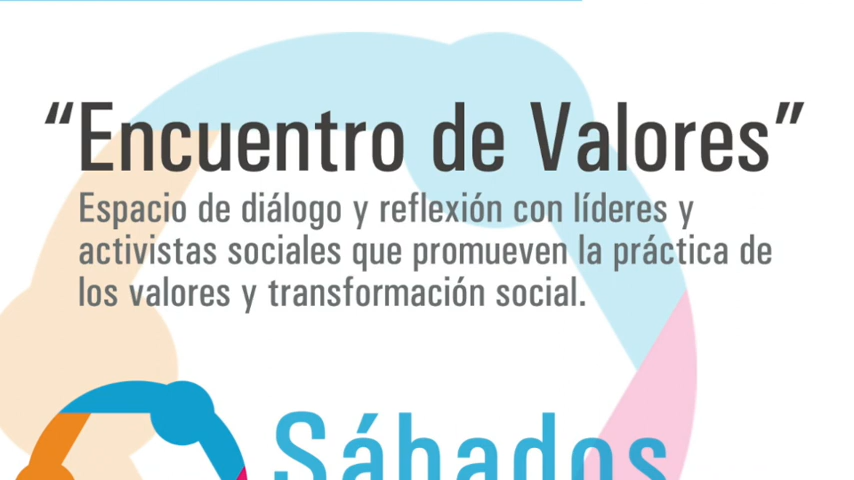 “Encuentro de Valores”
Espacio de diálogo y reflexión con líderes y
activistas sociales que promueven la práctica de
los valores y transformación social.
Sábados